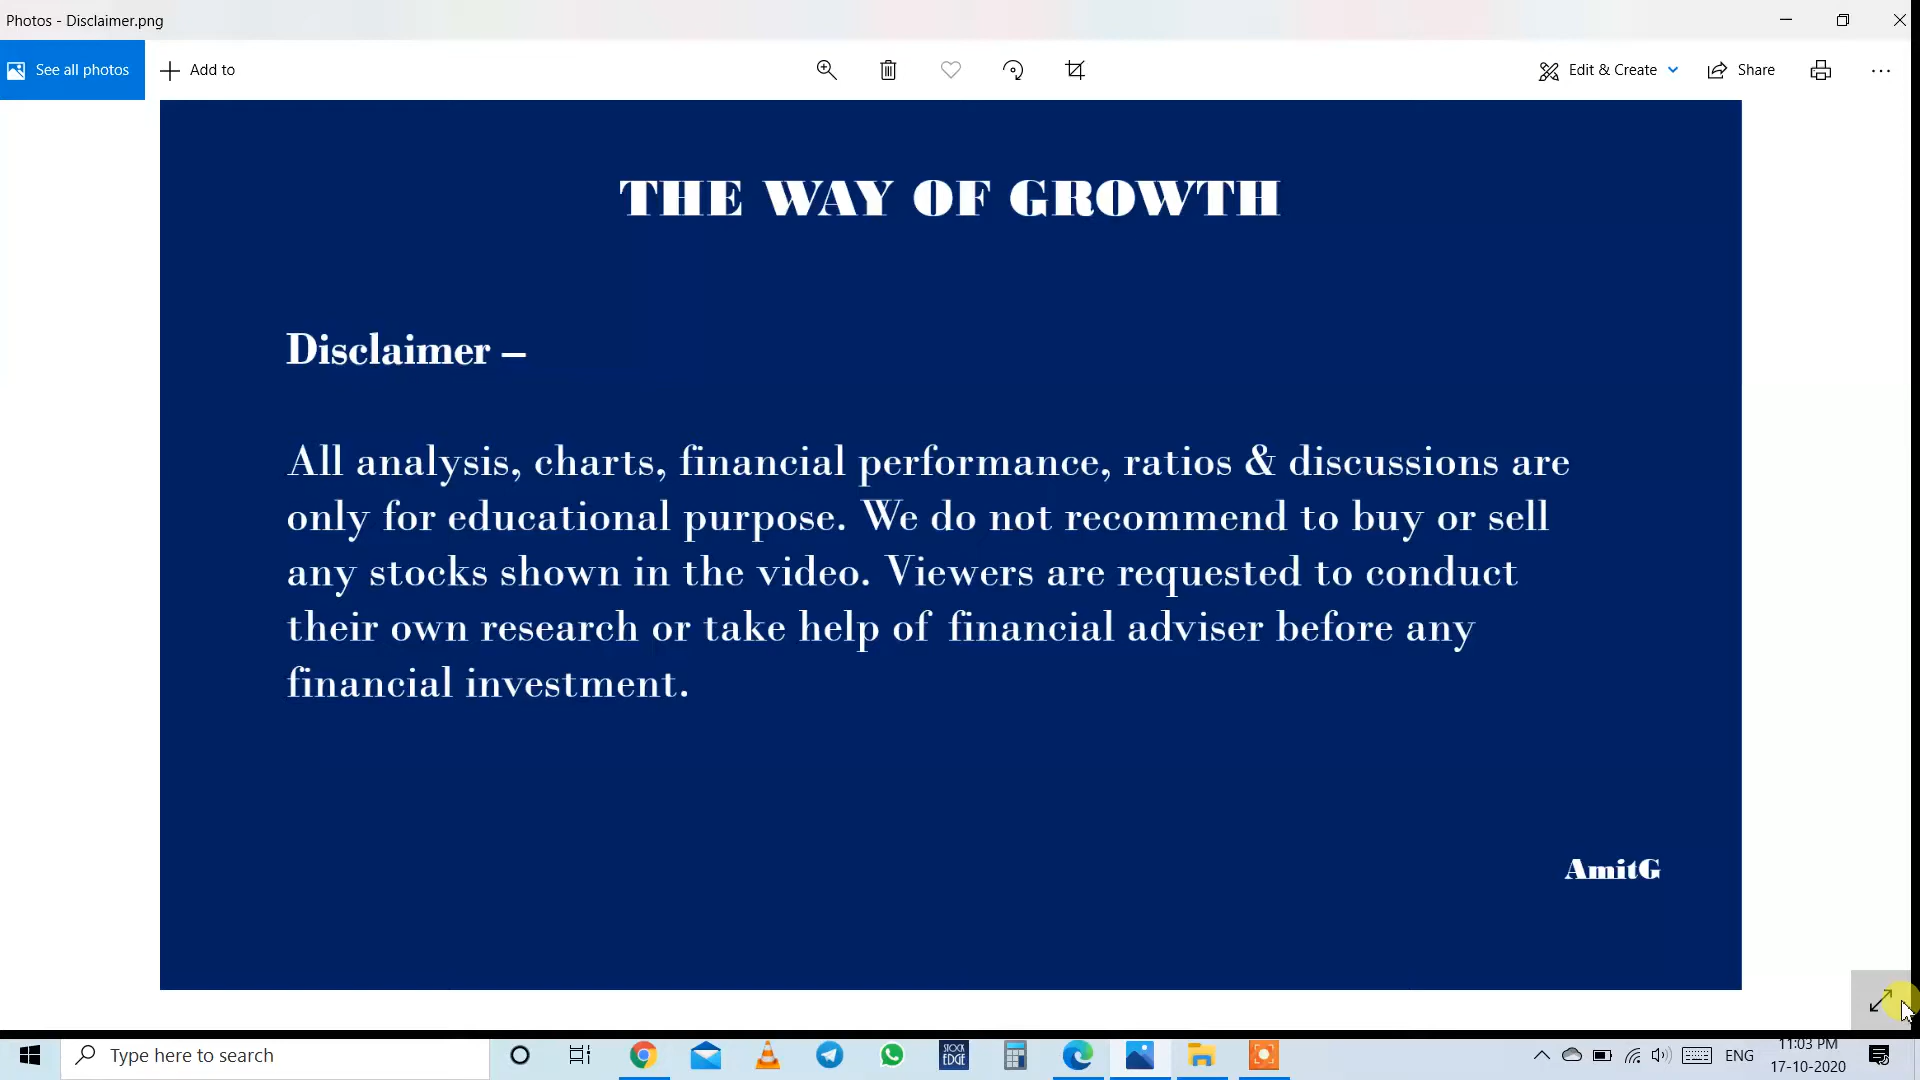 Photos - Disclaimer.png
See all photos
Add to
Edit & Create
Share
THE WAY OF GROWTH
Disclaimer –
All analysis, charts, financial performance, ratios & discussions are
only for educational purpose. We do not recommend to buy or sell
any stocks shown in the video. Viewers are requested to conduct
their own research or take help of financial adviser before any
financial investment.
AmitG
Type here to search
STOCK
EDGE
ENG
11:03 PM
17-10-2020